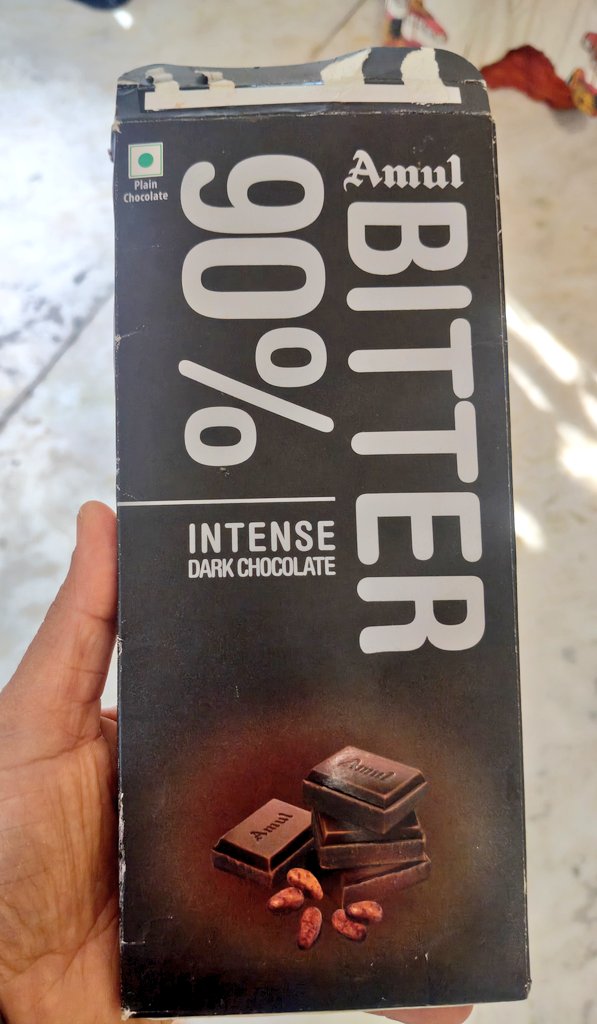 Plain
Chocolate
Amul
BITTER
90%
INTENSE
DARK CHOCOLATE
Amul
Amul